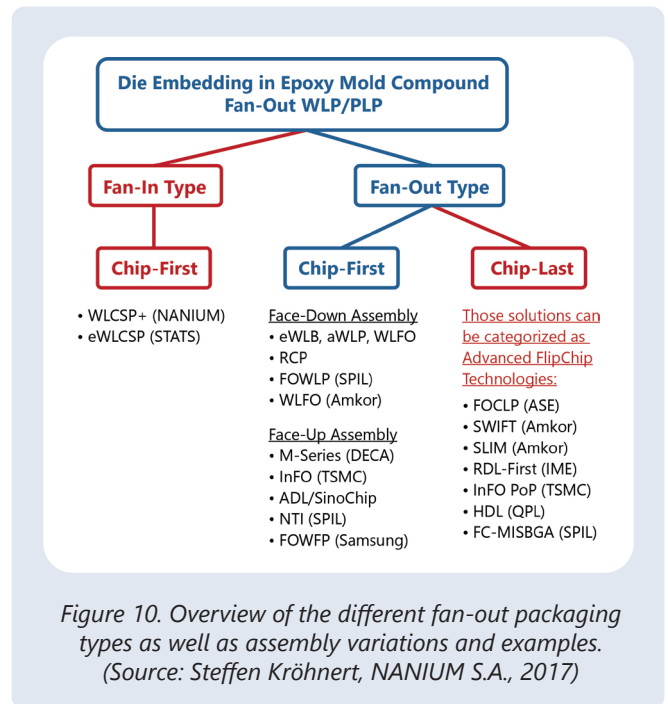 Die Embedding in Epoxy Mold Compound
Fan-Out WLP/PLP
Fan-In Type
Fan-Out Type
Chip-First
Chip-First
Chip-Last
• WLCSP+ (NANIUM)
• eWLCSP (STATS)
Face-Down Assembly
• eWLB, aWLP, WLFO
• RCP
• FOWLP (SPIL)
• WLFO (Amkor)
Face-Up Assembly
• M-Series (DECA)
• InFO (TSMC)
• ADL/SinoChip
• NTI (SPIL)
• FOWFP (Samsung)
Those solutions can
be categorized as
Advanced FlipChip
Technologies:
• FOCLP (ASE)
• SWIFT (Amkor)
• SLIM (Amkor)
• RDL-First (IME)
• InFO PoP (TSMC)
• HDL (QPL)
• FC-MISBGA (SPIL)
Figure 10. Overview of the different fan-out packaging
types as well as assembly variations and examples.
(Source: Steffen Kröhnert, NANIUM S.A., 2017)